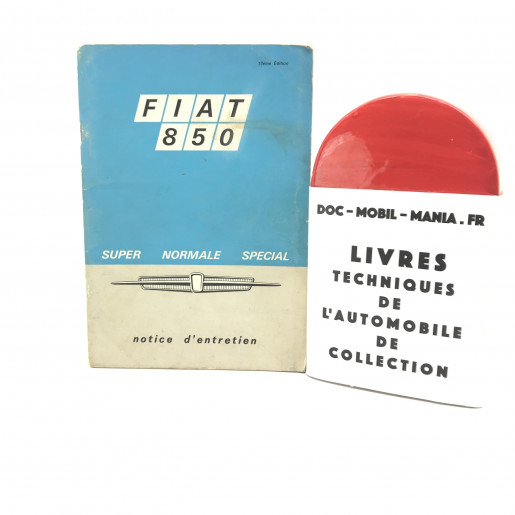 FIAT
850
SUPER NORMALE SPECIAL
notice d'entretien
DOC-MOBIL-MANIA.FR
LIVRES
TECHNIQUES
DE
L'AUTOMOBILE
DE
COLLECTION